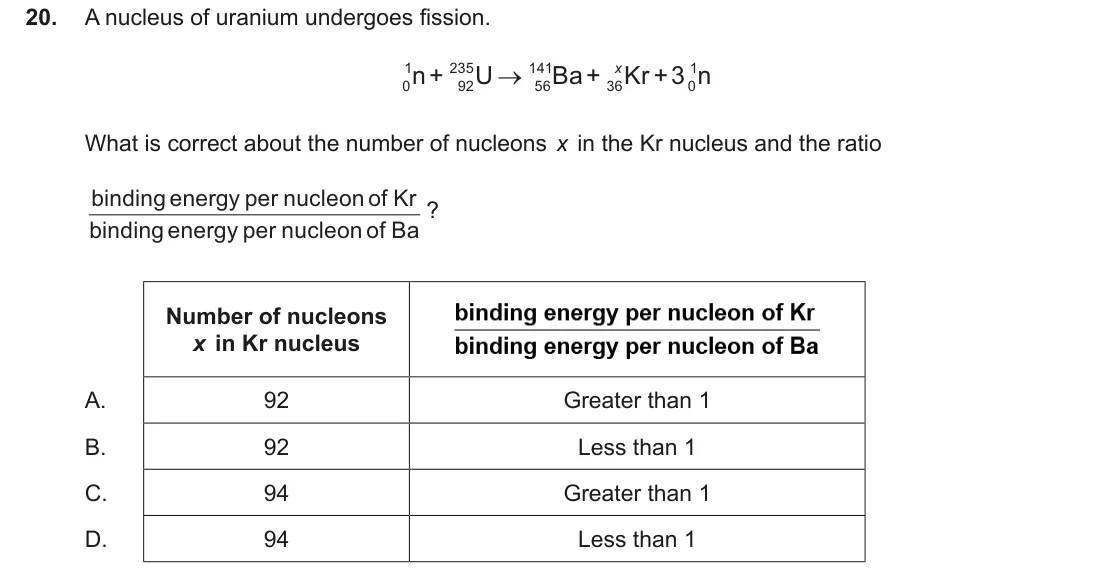 20. A nucleus of uranium undergoes fission.
¹₀n + ²³⁵₉₂U → ¹⁴¹₅₆Ba + ˣ₃₆Kr + 3¹₀n
What is correct about the number of nucleons x in the Kr nucleus and the ratio
binding energy per nucleon of Kr
binding energy per nucleon of Ba ?
Number of nucleons x in Kr nucleus
binding energy per nucleon of Kr
binding energy per nucleon of Ba
A. 92 Greater than 1
B. 92 Less than 1
C. 94 Greater than 1
D. 94 Less than 1